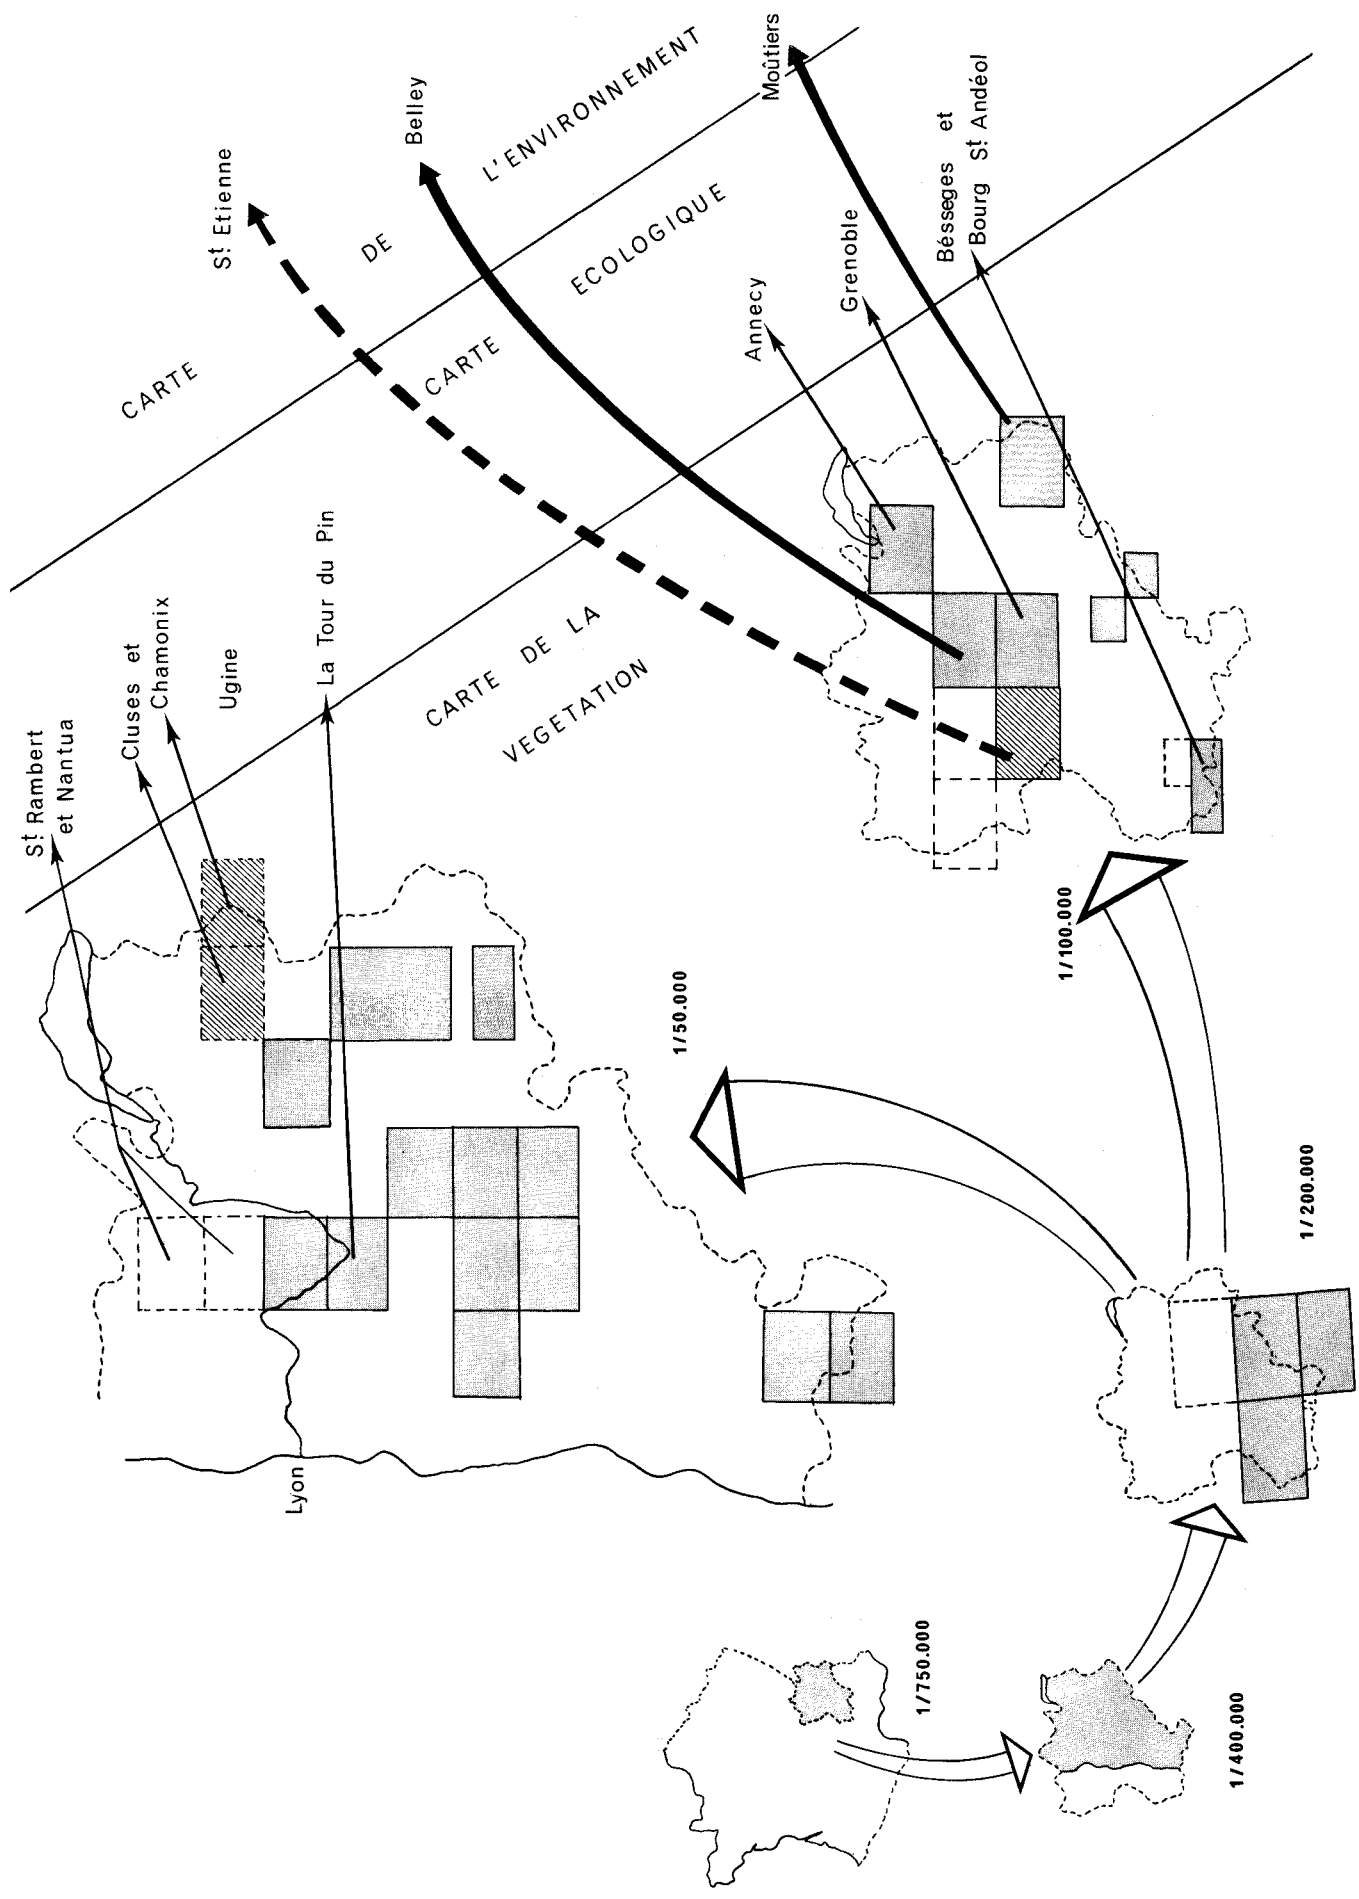 St Rambert
et Nantua
Cluses et
Chamonix
Ugine
La Tour du Pin
St Etienne
Belley
Moûtiers
Annecy
Grenoble
Bésseges et
Bourg St Andéol
CARTE DE L'ENVIRONNEMENT
CARTE ECOLOGIQUE
CARTE DE LA
VEGETATION
Lyon
1/50.000
1/100.000
1/750.000
1/400.000
1/200.000